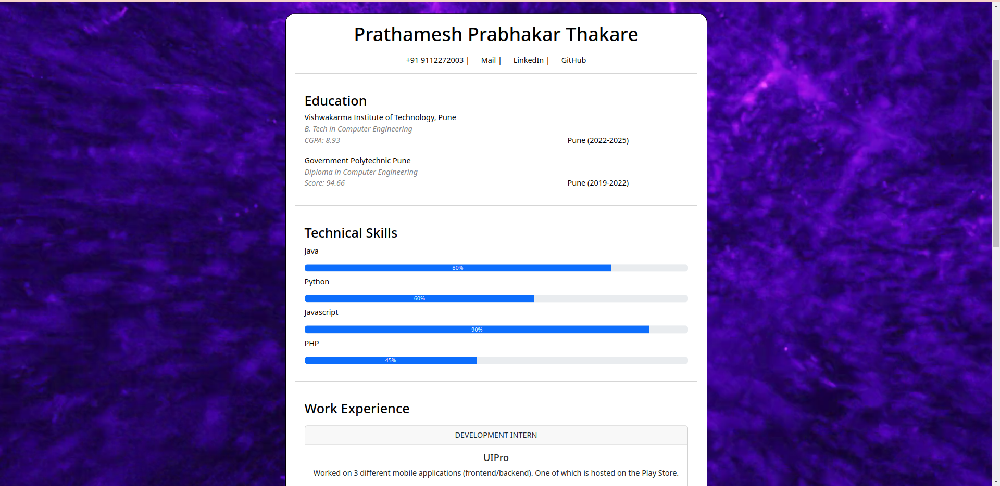 Prathamesh Prabhakar Thakare
+91 9112272003 | Mail | LinkedIn | GitHub
Education
Vishwakarma Institute of Technology, Pune
B. Tech in Computer Engineering
CGPA: 8.93 Pune (2022-2025)
Government Polytechnic Pune
Diploma in Computer Engineering
Score: 94.66 Pune (2019-2022)
Technical Skills
Java
80%
Python
60%
Javascript
90%
PHP
45%
Work Experience
DEVELOPMENT INTERN
UIPro
Worked on 3 different mobile applications (frontend/backend). One of which is hosted on the Play Store.